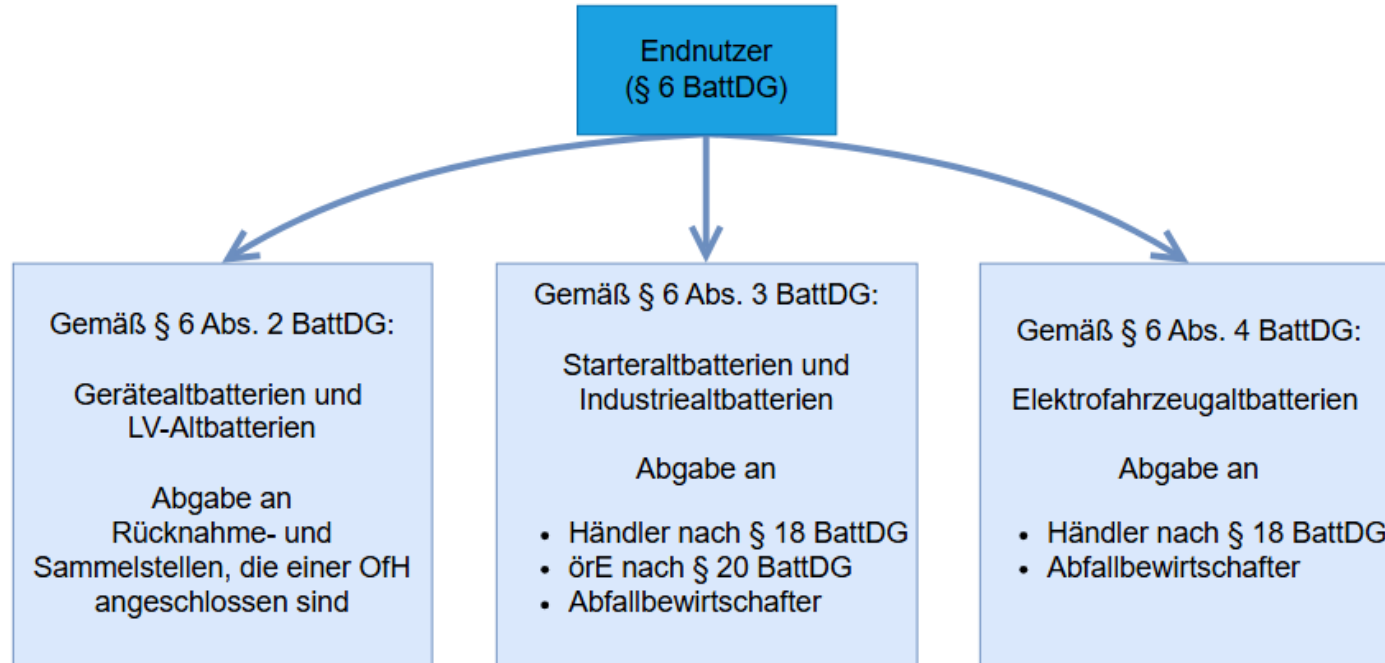 Endnutzer
(§ 6 BattDG)
Gemäß § 6 Abs. 2 BattDG:
Gerätealtbatterien und
LV-Altbatterien
Abgabe an
Rücknahme- und
Sammelstellen, die einer OfH
angeschlossen sind
Gemäß § 6 Abs. 3 BattDG:
Starteraltbatterien und
Industriealtbatterien
Abgabe an
• Händler nach § 18 BattDG
• örE nach § 20 BattDG
• Abfallbewirtschafter
Gemäß § 6 Abs. 4 BattDG:
Elektrofahrzeugaltbatterien
Abgabe an
• Händler nach § 18 BattDG
• Abfallbewirtschafter